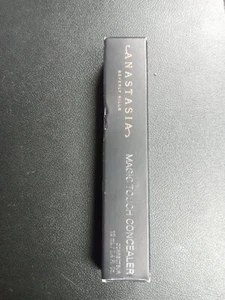 ANASTASIA
BEVERLY HILLS
MAGIC TOUCH CONCEALER